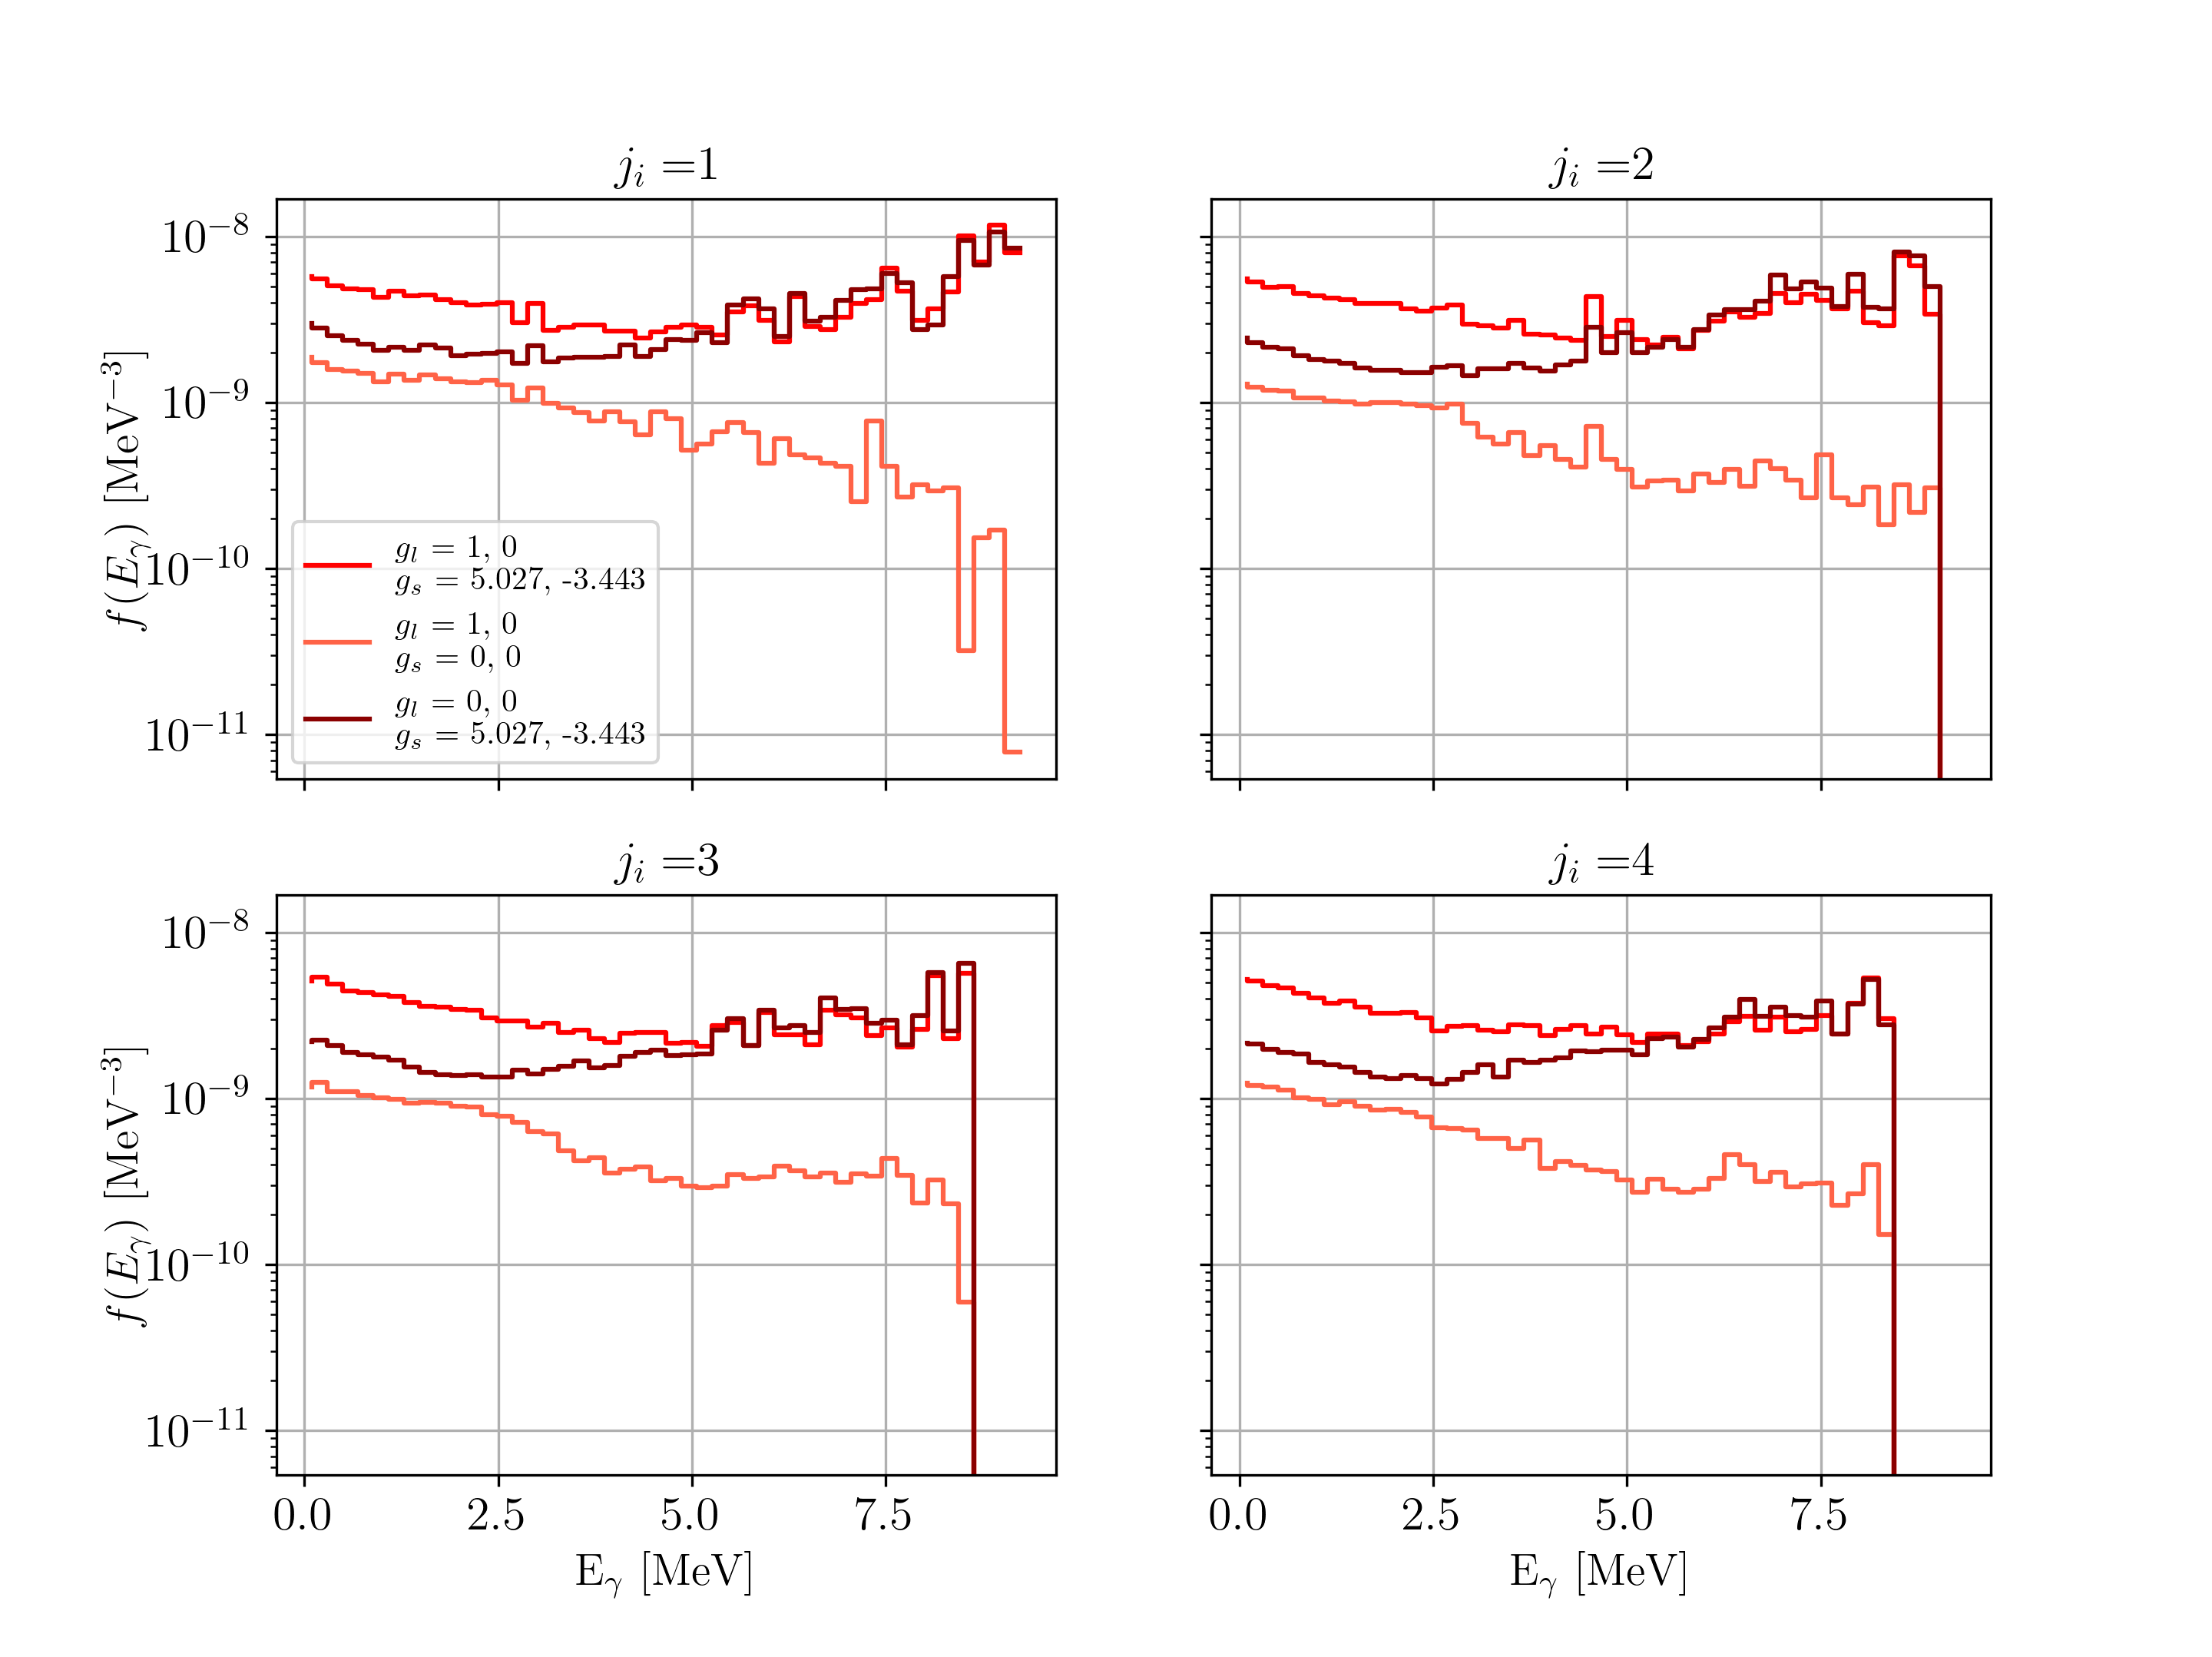 j_i =1
j_i =2
10^{-8}
10^{-9}
10^{-10}
10^{-11}
f(E_γ) [MeV^{-3}]
g_l = 1, 0
g_s = 5.027, -3.443
g_l = 1, 0
g_s = 0, 0
g_l = 0, 0
g_s = 5.027, -3.443
j_i =3
j_i =4
10^{-8}
10^{-9}
10^{-10}
10^{-11}
f(E_γ) [MeV^{-3}]
0.0 2.5 5.0 7.5
0.0 2.5 5.0 7.5
E_γ [MeV]
E_γ [MeV]